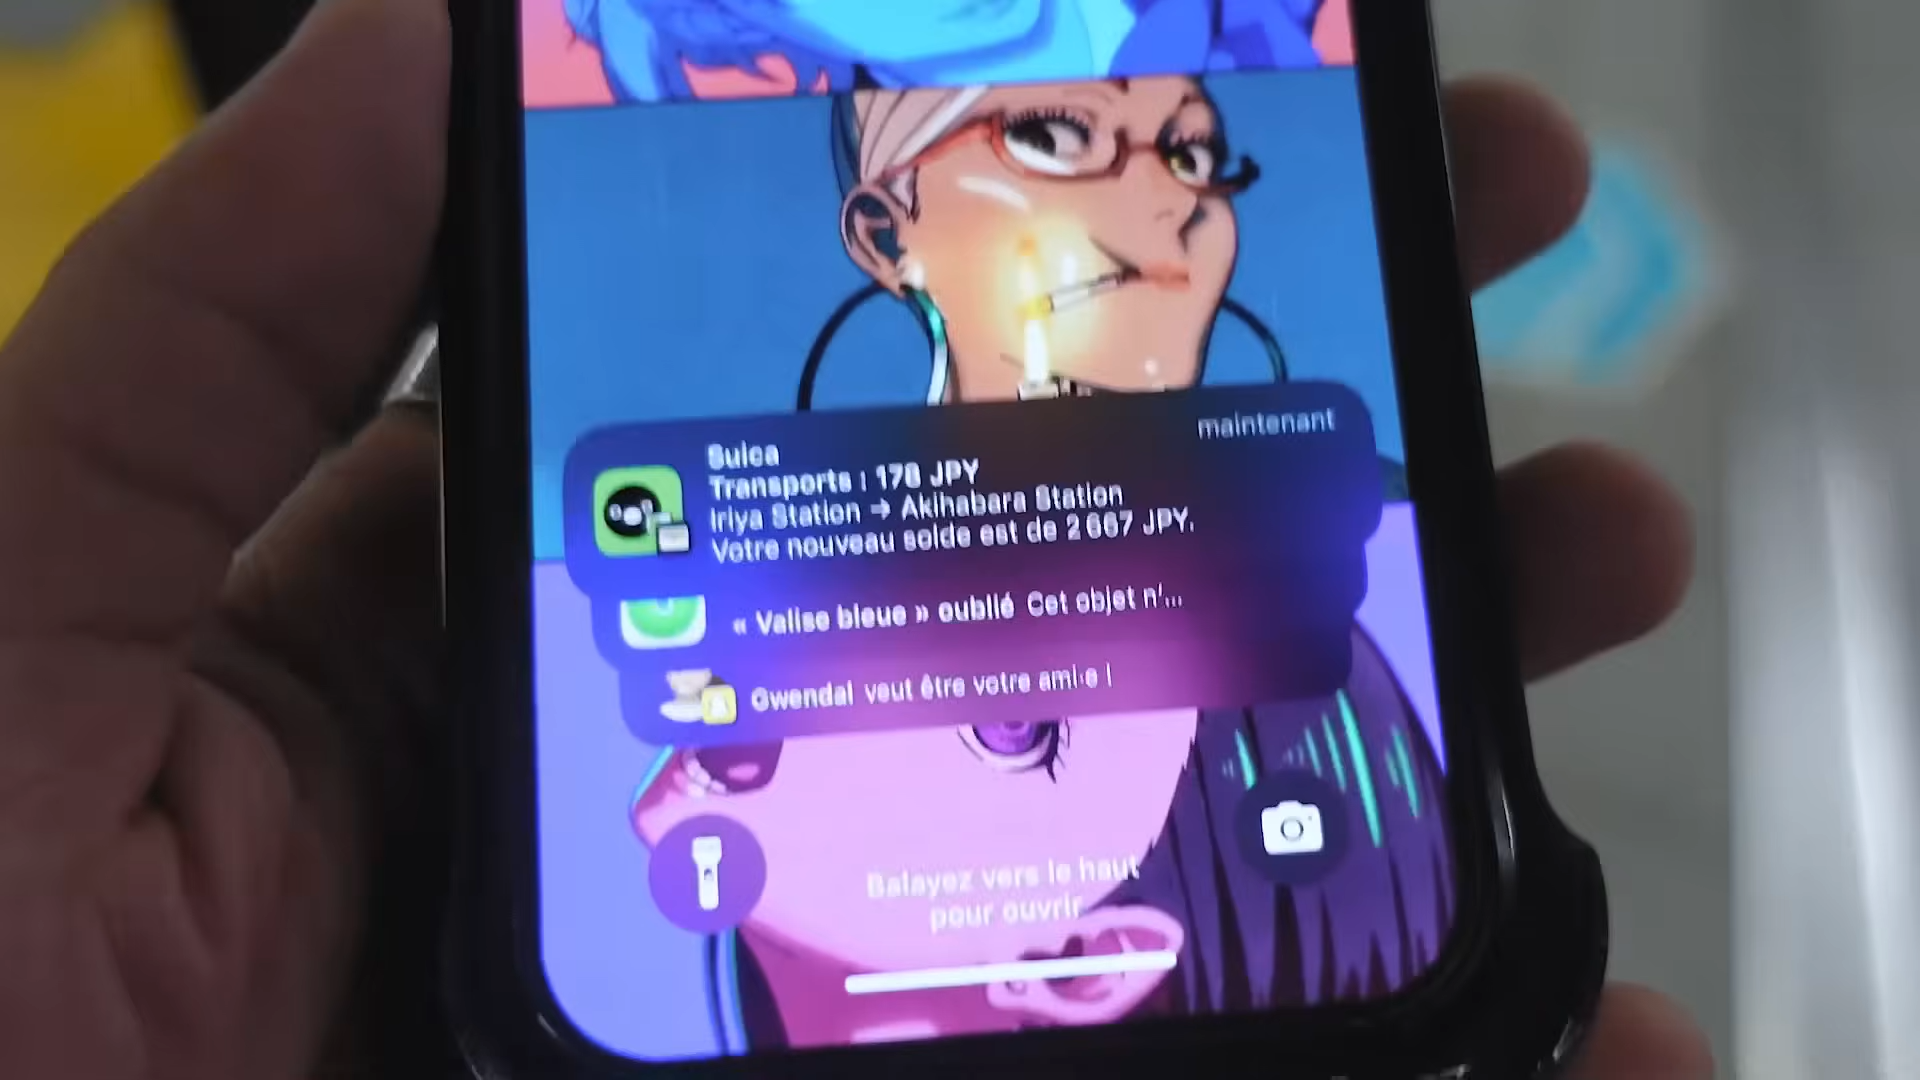 maintenant
Suica
Transports : 178 JPY
Iriya Station → Akihabara Station
Votre nouveau solde est de 2 667 JPY.
« Valise bleue » oublié Cet objet n'...
Gwendal veut être votre ami·e !
Balayez vers le haut
pour ouvrir